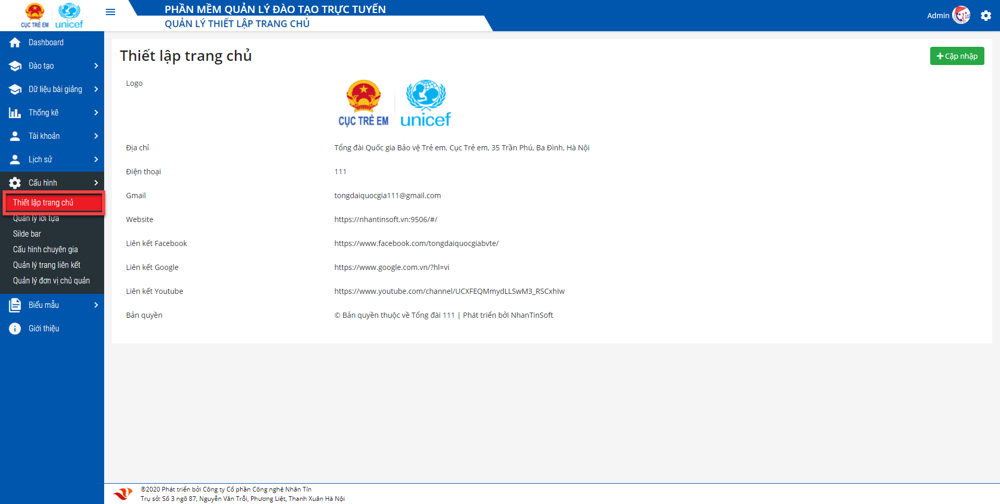 CỤC TRẺ EM
unicef
PHẦN MỀM QUẢN LÝ ĐÀO TẠO TRỰC TUYẾN
QUẢN LÝ THIẾT LẬP TRANG CHỦ
Admin
Dashboard
Đào tạo
Dữ liệu bài giảng
Thống kê
Tài khoản
Lịch sử
Cấu hình
Thiết lập trang chủ
Quản lý lời tựa
Silde bar
Cấu hình chuyên gia
Quản lý trang liên kết
Quản lý đơn vị chủ quản
Biểu mẫu
Giới thiệu
Thiết lập trang chủ
Cập nhập
Logo
CỤC TRẺ EM
unicef
Địa chỉ
Tổng đài Quốc gia Bảo vệ Trẻ em, Cục Trẻ em, 35 Trần Phú, Ba Đình, Hà Nội
Điện thoại
111
Gmail
tongdaiquocgia111@gmail.com
Website
https://nhantinsoft.vn:9506/#/
Liên kết Facebook
https://www.facebook.com/tongdaiquocgiabvte/
Liên kết Google
https://www.google.com.vn/?hl=vi
Liên kết Youtube
https://www.youtube.com/channel/UCXFEQMmydLLSwM3_RSCxhIw
Bản quyền
© Bản quyền thuộc về Tổng đài 111 | Phát triển bởi NhanTinSoft
®2020 Phát triển bởi Công ty Cổ phần Công nghệ Nhân Tín
Trụ sở: Số 3 ngõ 87, Nguyễn Văn Trỗi, Phương Liệt, Thanh Xuân Hà Nội